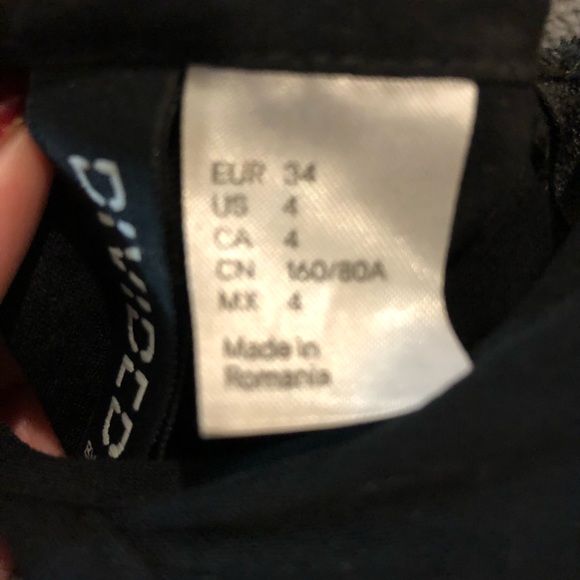 DIVIDED
EUR 34
US 4
CA 4
CN 160/80A
MX 4
Made in
Romania